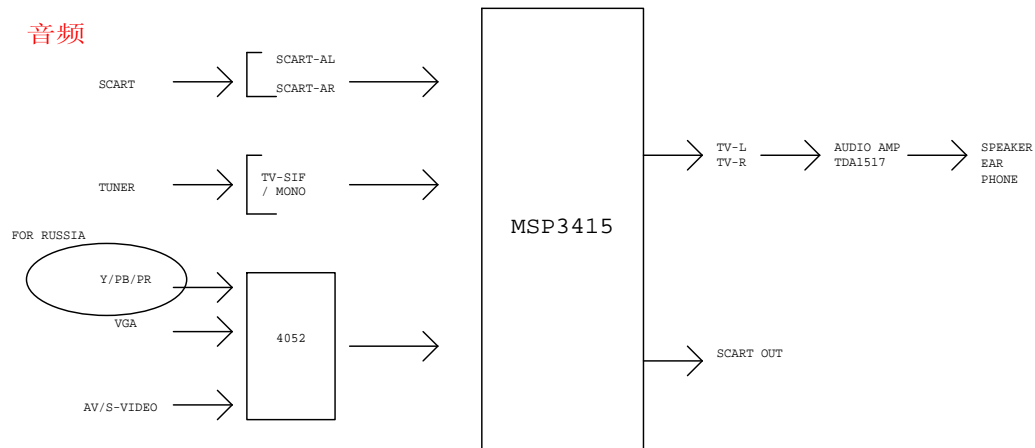 音频
SCART
SCART-AL
SCART-AR
TUNER
TV-SIF
/ MONO
FOR RUSSIA
Y/PB/PR
VGA
AV/S-VIDEO
4052
MSP3415
TV-L
TV-R
AUDIO AMP
TDA1517
SPEAKER
EAR
PHONE
SCART OUT